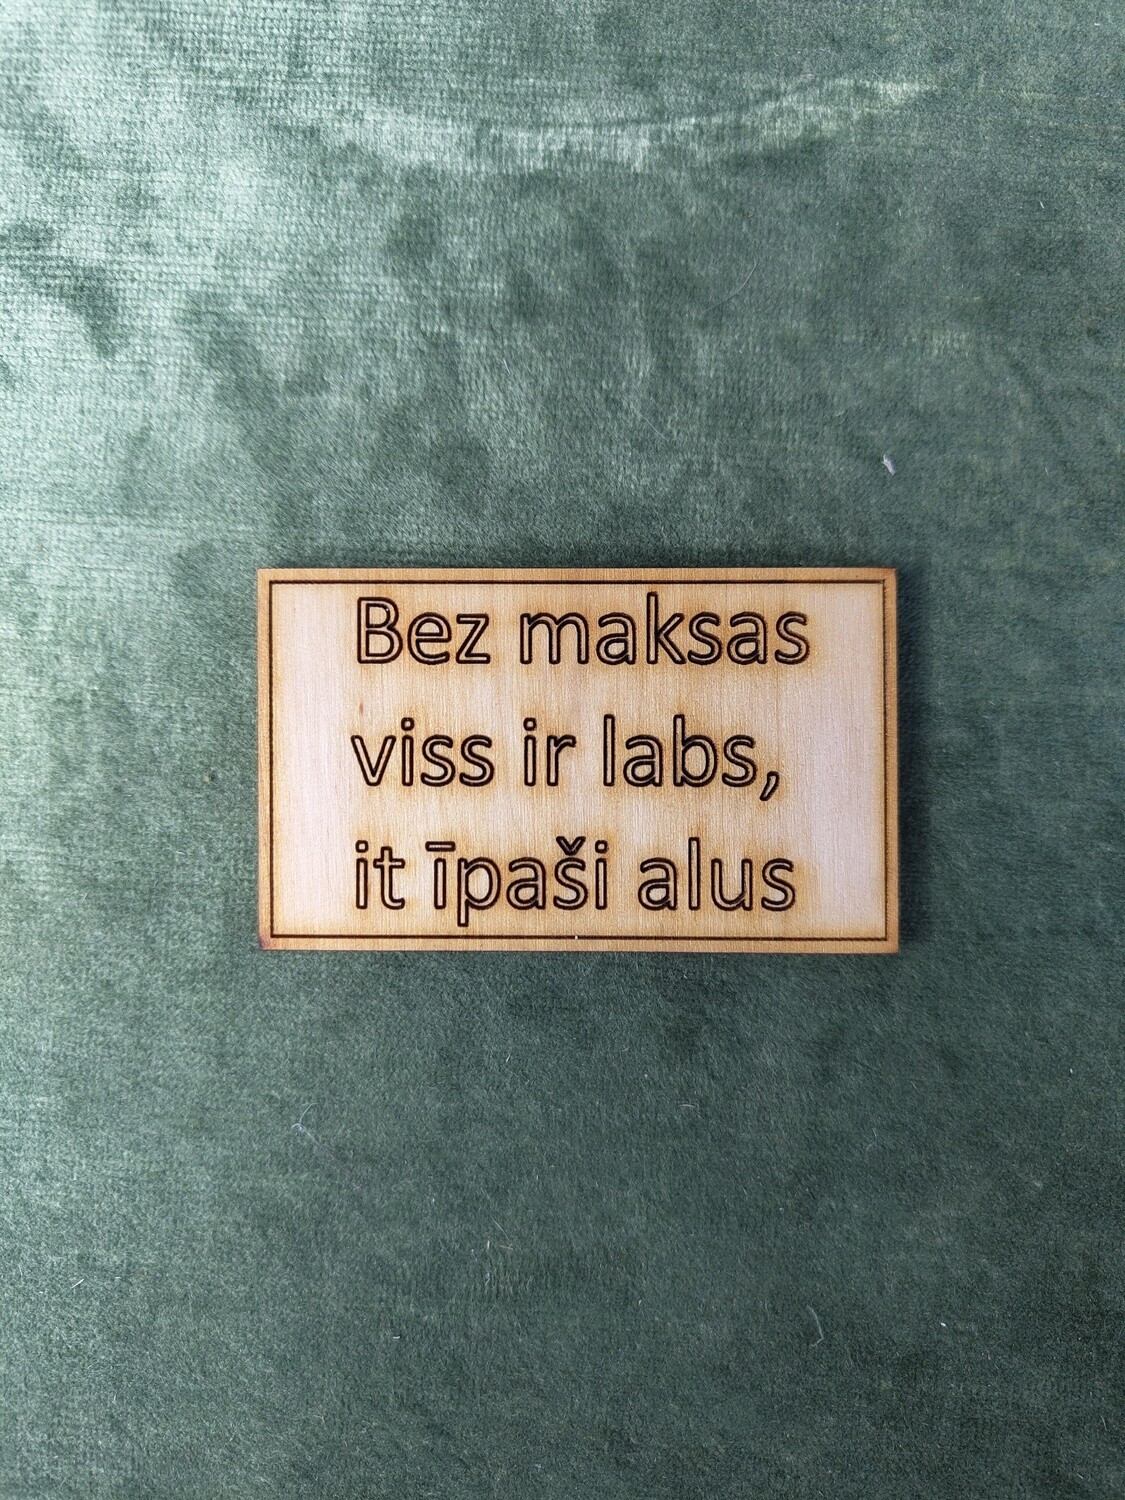 Bez maksas
viss ir labs,
it īpaši alus